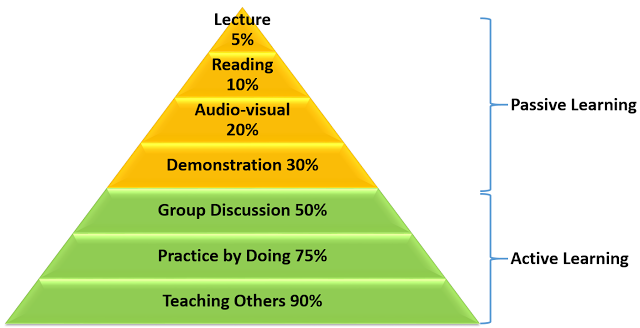 Lecture
5%
Reading
10%
Audio-visual
20%
Demonstration 30%
Group Discussion 50%
Practice by Doing 75%
Teaching Others 90%
Passive Learning
Active Learning